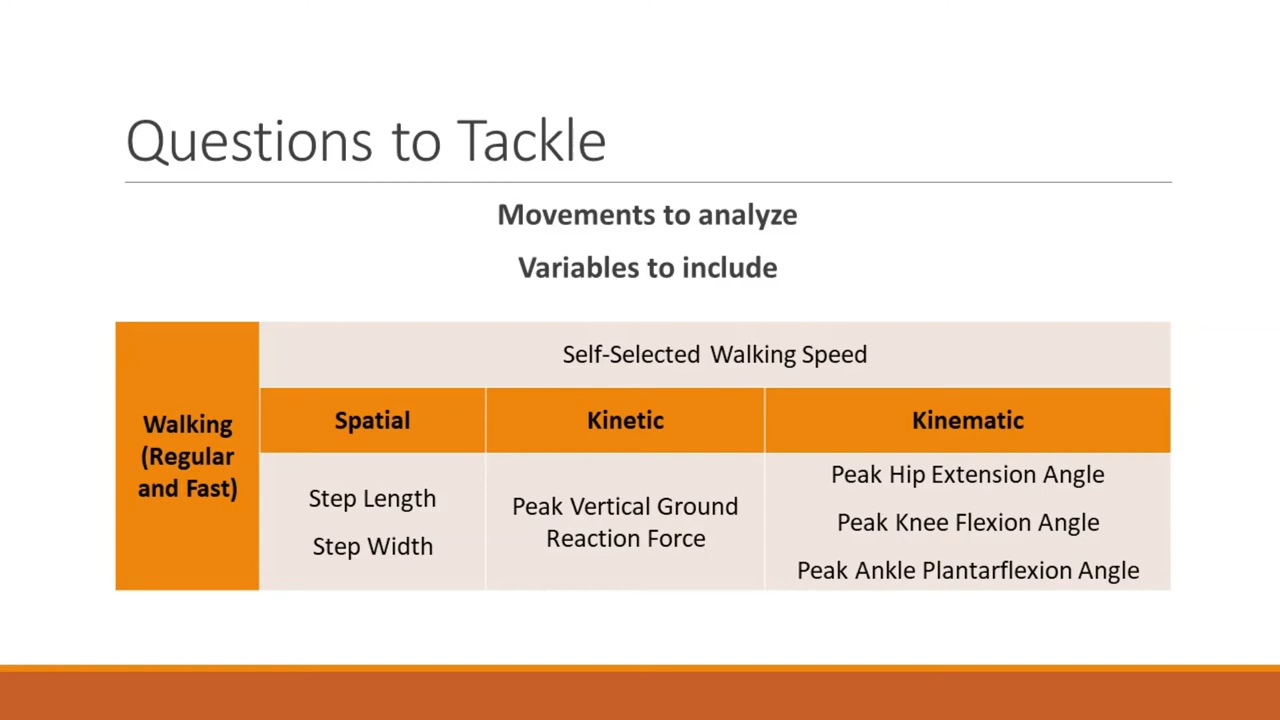 Questions to Tackle
Movements to analyze
Variables to include
Walking
(Regular
and Fast)
Self-Selected Walking Speed
Spatial
Kinetic
Kinematic
Step Length
Step Width
Peak Vertical Ground
Reaction Force
Peak Hip Extension Angle
Peak Knee Flexion Angle
Peak Ankle Plantarflexion Angle